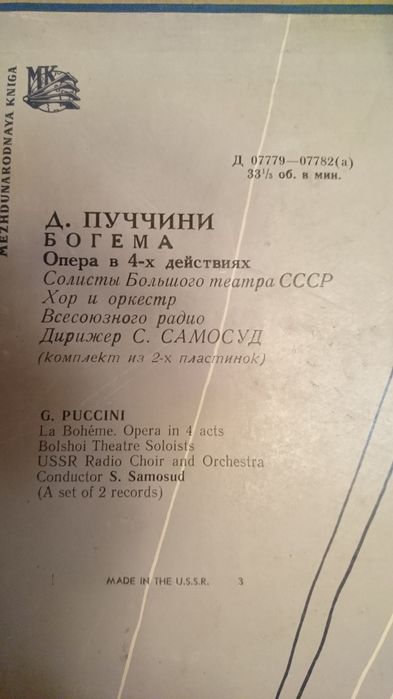 MEZHDUNARODNAYA KNIGA
МК
Д 07779—07782(а)
33⅓ об. в мин.
Д. ПУЧЧИНИ
БОГЕМА
Опера в 4-х действиях
Солисты Большого театра СССР
Хор и оркестр
Всесоюзного радио
Дирижер С. САМОСУД
(комплект из 2-х пластинок)
G. PUCCINI
La Bohéme. Opera in 4 acts
Bolshoi Theatre Soloists
USSR Radio Choir and Orchestra
Conductor S. Samosud
(A set of 2 records)
MADE IN THE U.S.S.R. 3